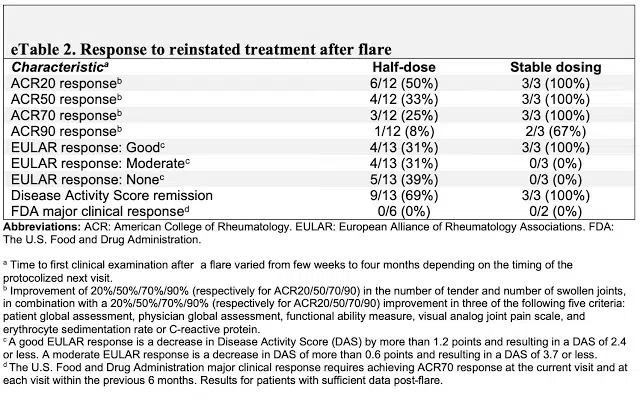 eTable 2. Response to reinstated treatment after flare
Characteristicᵃ Half-dose Stable dosing
ACR20 responseᵇ 6/12 (50%) 3/3 (100%)
ACR50 responseᵇ 4/12 (33%) 3/3 (100%)
ACR70 responseᵇ 3/12 (25%) 3/3 (100%)
ACR90 responseᵇ 1/12 (8%) 2/3 (67%)
EULAR response: Goodᶜ 4/13 (31%) 3/3 (100%)
EULAR response: Moderateᶜ 4/13 (31%) 0/3 (0%)
EULAR response: Noneᶜ 5/13 (39%) 0/3 (0%)
Disease Activity Score remission 9/13 (69%) 3/3 (100%)
FDA major clinical responseᵈ 0/6 (0%) 0/2 (0%)
Abbreviations: ACR: American College of Rheumatology. EULAR: European Alliance of Rheumatology Associations. FDA:
The U.S. Food and Drug Administration.
ᵃ Time to first clinical examination after a flare varied from few weeks to four months depending on the timing of the
protocolized next visit.
ᵇ Improvement of 20%/50%/70%/90% (respectively for ACR20/50/70/90) in the number of tender and number of swollen joints,
in combination with a 20%/50%/70%/90% (respectively for ACR20/50/70/90) improvement in three of the following five criteria:
patient global assessment, physician global assessment, functional ability measure, visual analog joint pain scale, and
erythrocyte sedimentation rate or C-reactive protein.
ᶜ A good EULAR response is a decrease in Disease Activity Score (DAS) by more than 1.2 points and resulting in a DAS of 2.4
or less. A moderate EULAR response is a decrease in DAS of more than 0.6 points and resulting in a DAS of 3.7 or less.
ᵈ The U.S. Food and Drug Administration major clinical response requires achieving ACR70 response at the current visit and at
each visit within the previous 6 months. Results for patients with sufficient data post-flare.